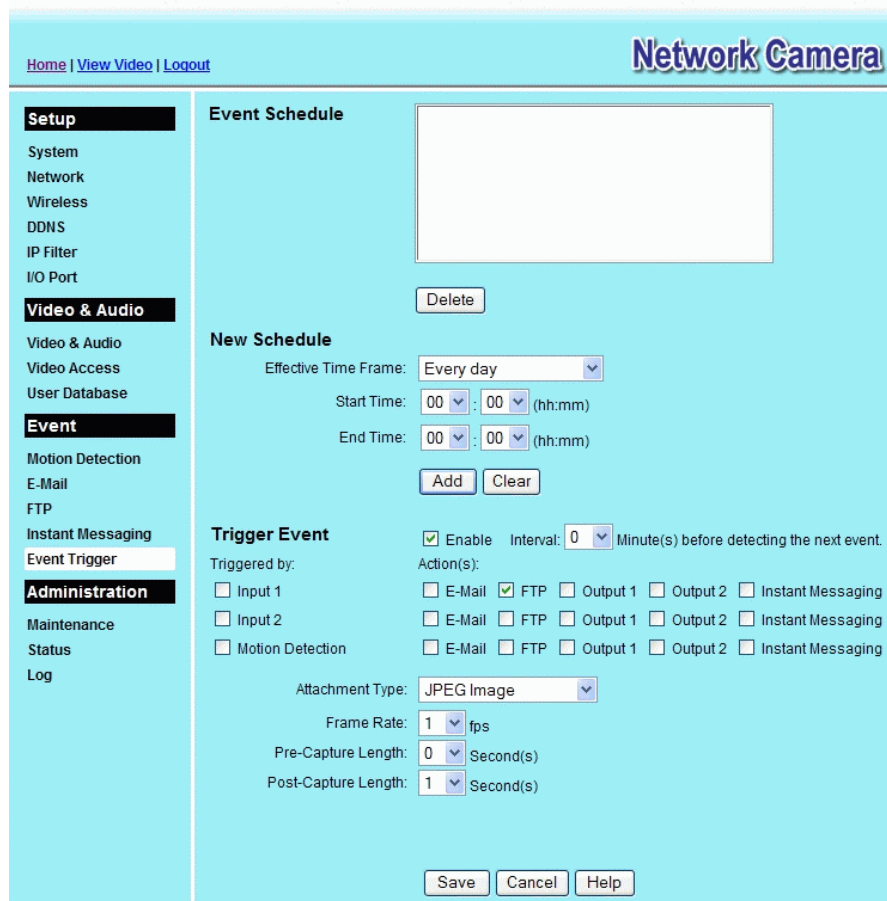 Home | View Video | Logout
Network Camera
Setup
System
Network
Wireless
DDNS
IP Filter
I/O Port
Video & Audio
Video & Audio
Video Access
User Database
Event
Motion Detection
E-Mail
FTP
Instant Messaging
Event Trigger
Administration
Maintenance
Status
Log
Event Schedule
Delete
New Schedule
Effective Time Frame: Every day
Start Time: 00 : 00 (hh:mm)
End Time: 00 : 00 (hh:mm)
Add Clear
Trigger Event Enable Interval: 0 Minute(s) before detecting the next event.
Triggered by: Action(s):
Input 1 E-Mail FTP Output 1 Output 2 Instant Messaging
Input 2 E-Mail FTP Output 1 Output 2 Instant Messaging
Motion Detection E-Mail FTP Output 1 Output 2 Instant Messaging
Attachment Type: JPEG Image
Frame Rate: 1 fps
Pre-Capture Length: 0 Second(s)
Post-Capture Length: 1 Second(s)
Save Cancel Help